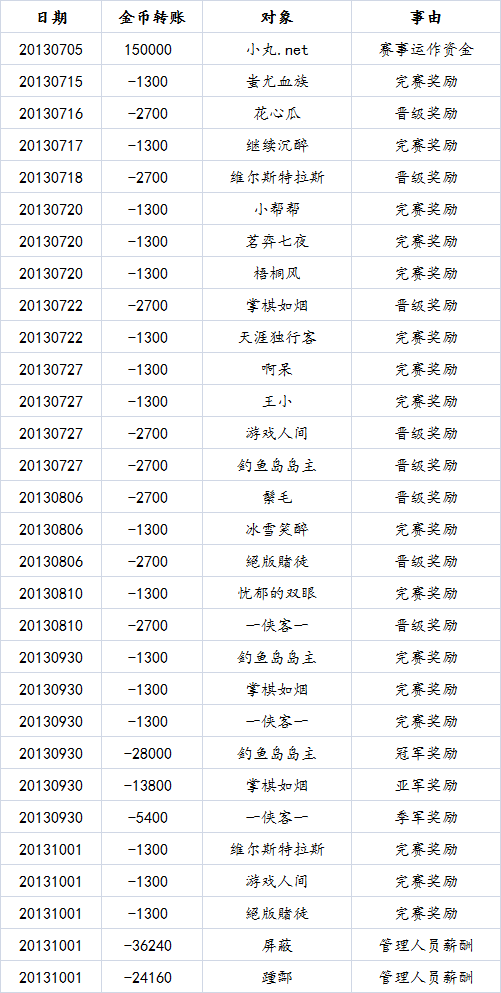 日期 金币转账 对象 事由
20130705 150000 小丸.net 赛事运作资金
20130715 -1300 蚩尤血族 完赛奖励
20130716 -2700 花心瓜 晋级奖励
20130717 -1300 继续沉醉 完赛奖励
20130718 -2700 维尔斯特拉斯 晋级奖励
20130720 -1300 小帮帮 完赛奖励
20130720 -1300 茗弈七夜 完赛奖励
20130720 -1300 梧桐风 完赛奖励
20130722 -2700 掌棋如烟 晋级奖励
20130722 -1300 天涯独行客 完赛奖励
20130727 -1300 啊呆 完赛奖励
20130727 -1300 王小 完赛奖励
20130727 -2700 游戏人间 晋级奖励
20130727 -2700 钓鱼岛岛主 晋级奖励
20130806 -2700 鬃毛 晋级奖励
20130806 -1300 冰雪笑醉 完赛奖励
20130806 -2700 絕版賭徒 晋级奖励
20130810 -1300 忧郁的双眼 完赛奖励
20130810 -2700 一侠客一 晋级奖励
20130930 -1300 钓鱼岛岛主 完赛奖励
20130930 -1300 掌棋如烟 完赛奖励
20130930 -1300 一侠客一 完赛奖励
20130930 -28000 钓鱼岛岛主 冠军奖励
20130930 -13800 掌棋如烟 亚军奖励
20130930 -5400 一侠客一 季军奖励
20131001 -1300 维尔斯特拉斯 完赛奖励
20131001 -1300 游戏人间 完赛奖励
20131001 -1300 絕版賭徒 完赛奖励
20131001 -36240 屏蔽 管理人员薪酬
20131001 -24160 管理人员薪酬